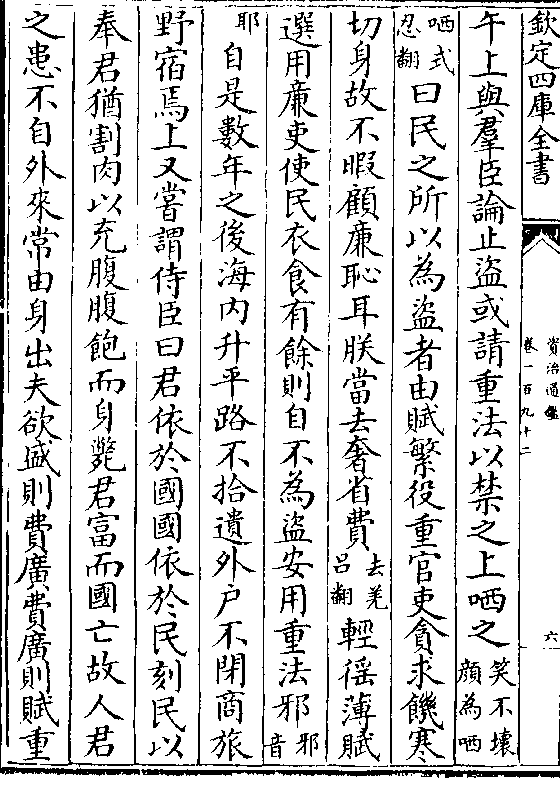 欽定四庫全書
資治通鑑
卷一百九十二
六
午上與羣臣論止盜或請重法以禁之上哂之笑不壞顔為哂
哂式忍翻曰民之所以為盜者由賦繁役重官吏貪求饑寒
切身故不暇顧廉恥耳朕當去奢省費去羌呂翻輕徭薄賦
選用廉吏使民衣食有餘則自不為盜安用重法邪邪音
耶自是數年之後海内升平路不拾遺外户不閉商旅
野宿焉上又嘗謂侍臣曰君依於國國依於民刻民以
奉君猶割肉以充腹腹飽而身斃君富而國亡故人君
之患不自外來常由身出夫欲盛則費廣費廣則賦重